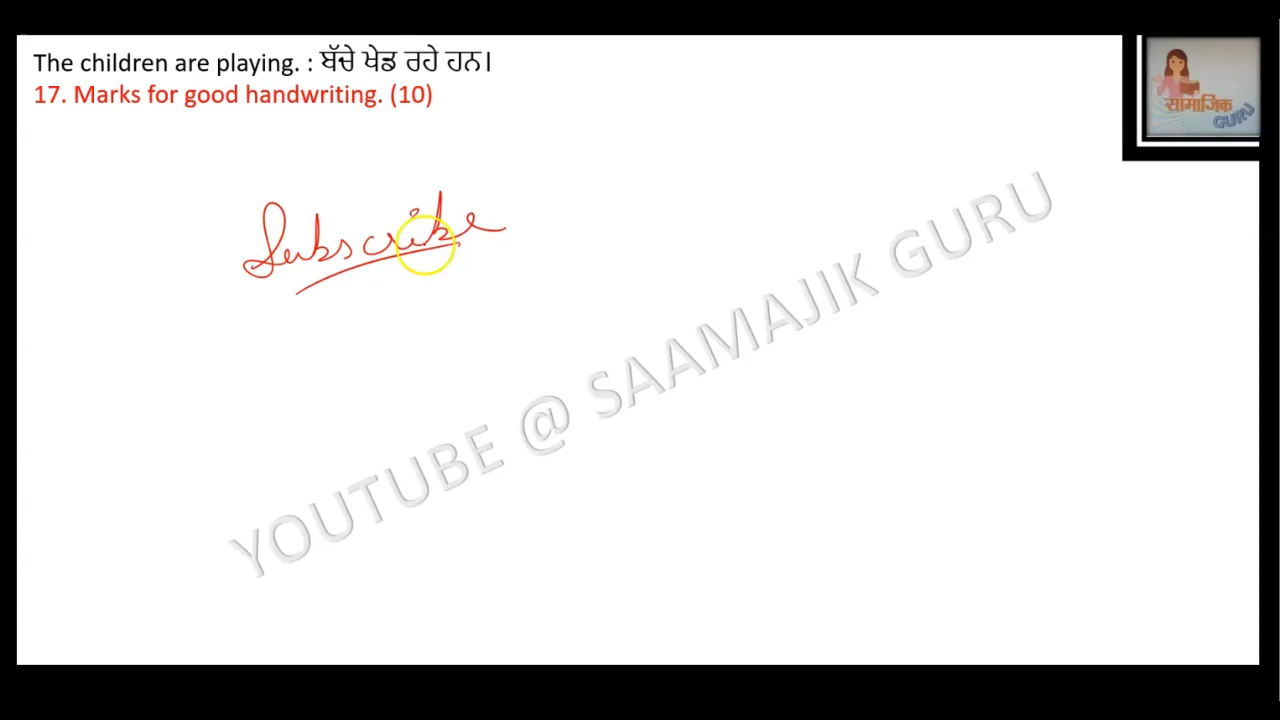 The children are playing. : ਬੱਚੇ ਖੇਡ ਰਹੇ ਹਨ।
17. Marks for good handwriting. (10)
सामाजिक
GURU
Subscribe
YOUTUBE @ SAAMAJIK GURU